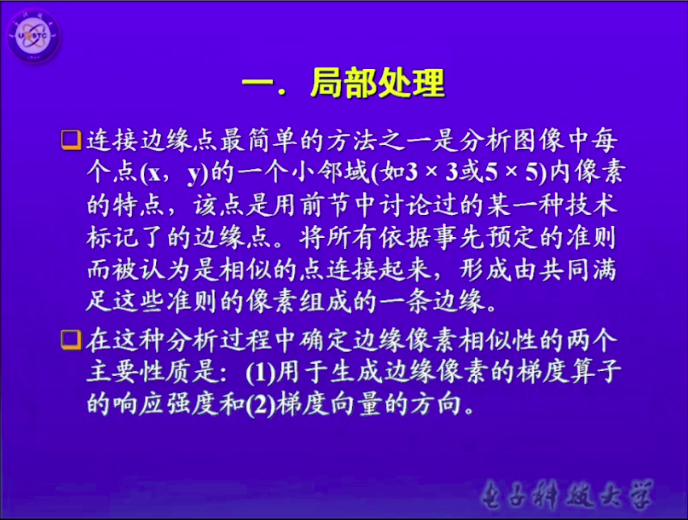 一．局部处理
连接边缘点最简单的方法之一是分析图像中每
个点(x，y)的一个小邻域(如3×3或5×5)内像素
的特点，该点是用前节中讨论过的某一种技术
标记了的边缘点。将所有依据事先预定的准则
而被认为是相似的点连接起来，形成由共同满
足这些准则的像素组成的一条边缘。
在这种分析过程中确定边缘像素相似性的两个
主要性质是：(1)用于生成边缘像素的梯度算子
的响应强度和(2)梯度向量的方向。
电子科技大学